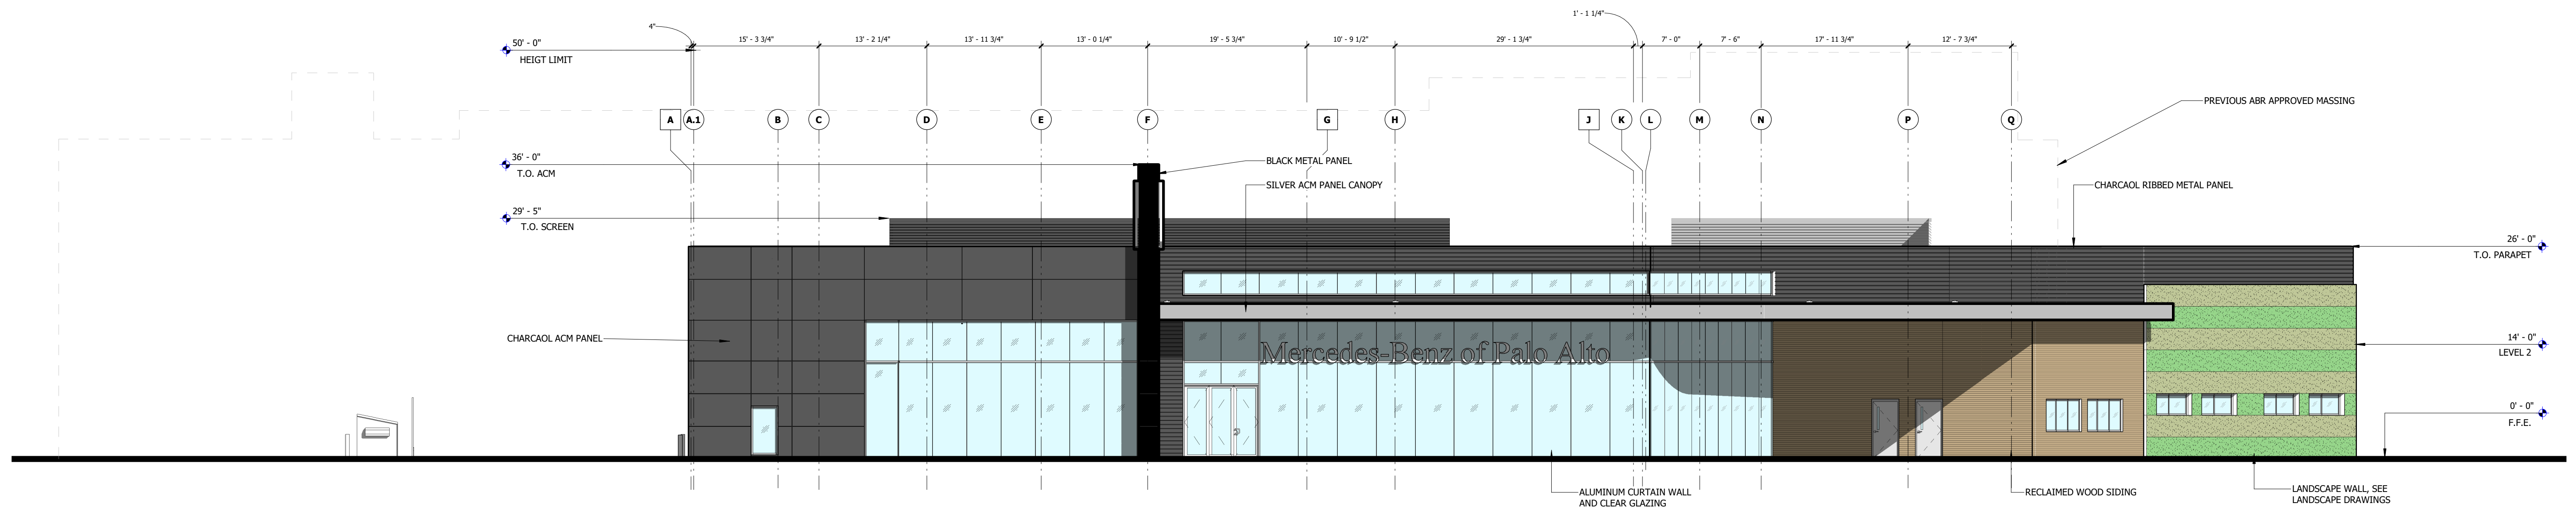 4"
1' - 1 1/4"
15' - 3 3/4"
13' - 2 1/4"
13' - 11 3/4"
13' - 0 1/4"
19' - 5 3/4"
10' - 9 1/2"
29' - 1 3/4"
7' - 0"
7' - 6"
17' - 11 3/4"
12' - 7 3/4"
50' - 0"
HEIGT LIMIT
PREVIOUS ABR APPROVED MASSING
A
A.1
B
C
D
E
F
G
H
J
K
L
M
N
P
Q
36' - 0"
T.O. ACM
BLACK METAL PANEL
SILVER ACM PANEL CANOPY
CHARCAOL RIBBED METAL PANEL
29' - 5"
T.O. SCREEN
26' - 0"
T.O. PARAPET
CHARCAOL ACM PANEL
Mercedes-Benz of Palo Alto
14' - 0"
LEVEL 2
0' - 0"
F.F.E.
ALUMINUM CURTAIN WALL
AND CLEAR GLAZING
RECLAIMED WOOD SIDING
LANDSCAPE WALL, SEE
LANDSCAPE DRAWINGS